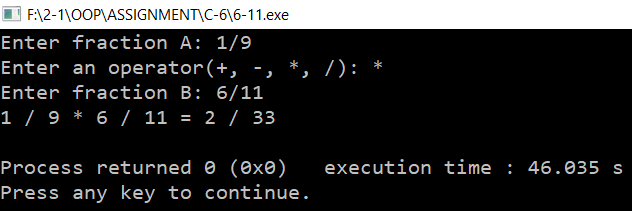 F:\2-1\OOP\ASSIGNMENT\C-6\6-11.exe
Enter fraction A: 1/9
Enter an operator(+, -, *, /): *
Enter fraction B: 6/11
1 / 9 * 6 / 11 = 2 / 33

Process returned 0 (0x0)   execution time : 46.035 s
Press any key to continue.